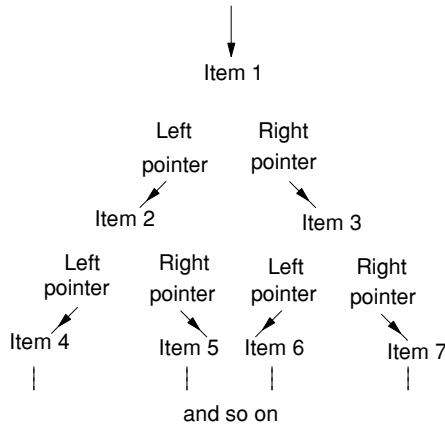 Item 1
Left Right
pointer pointer
Item 2 Item 3
Left Right Left Right
pointer pointer pointer pointer
Item 4 Item 5 Item 6 Item 7
and so on